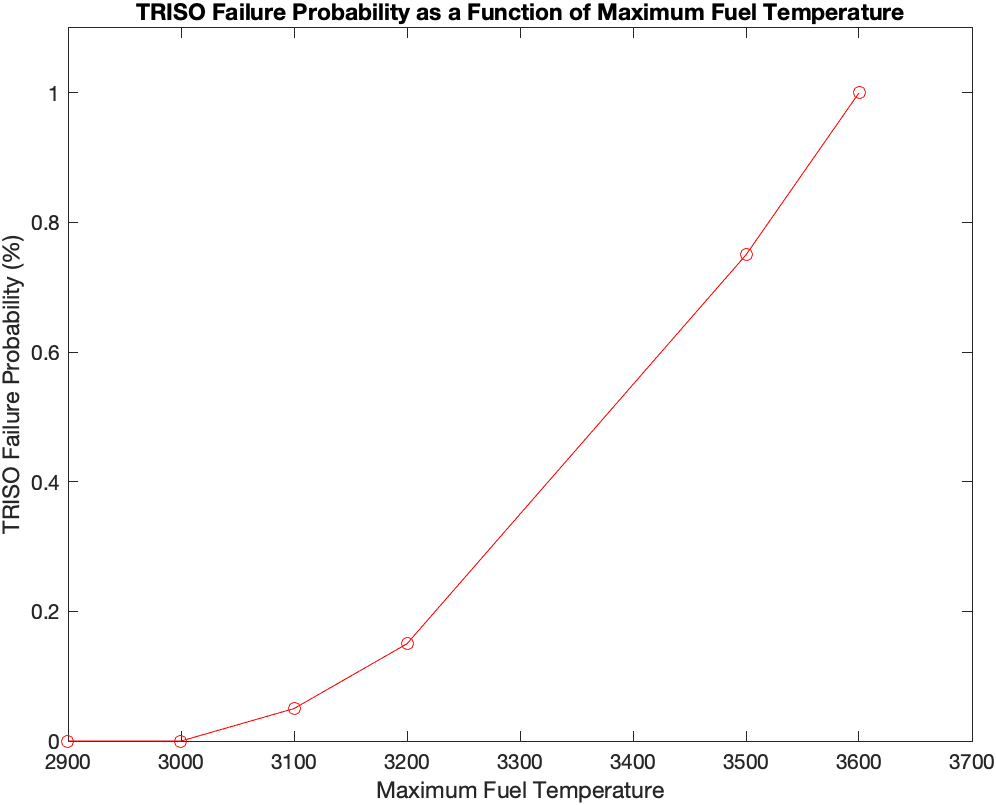 TRISO Failure Probability as a Function of Maximum Fuel Temperature
TRISO Failure Probability (%)
1
0.8
0.6
0.4
0.2
0
2900 3000 3100 3200 3300 3400 3500 3600 3700
Maximum Fuel Temperature